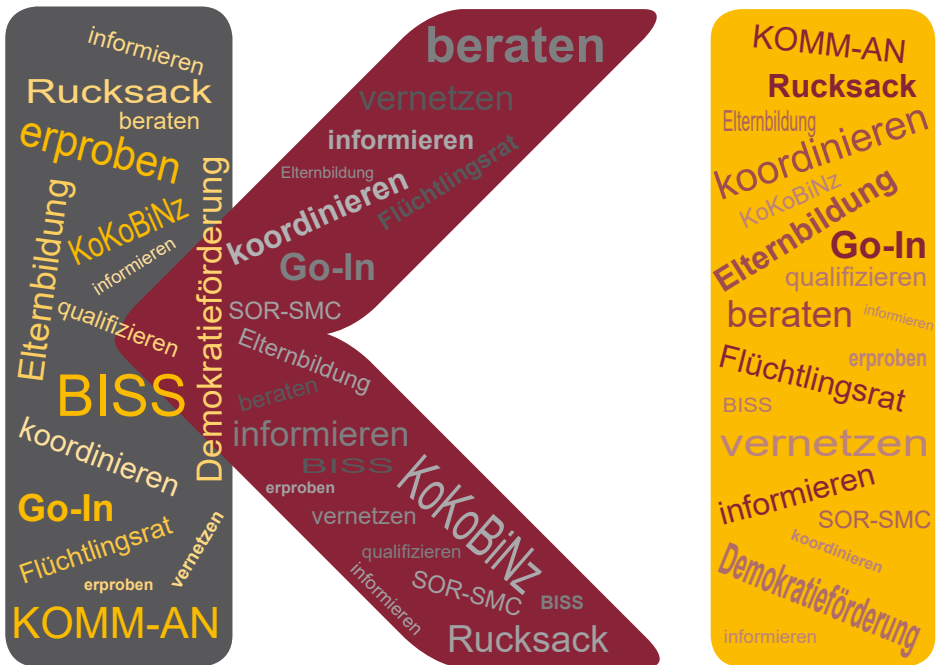 informieren
Rucksack
beraten
erproben
Elternbildung
KoKoBiNz
informieren
Demokratieförderung
qualifizieren
BISS
koordinieren
Go-In
Flüchtlingsrat
vernetzen
erproben
KOMM-AN
beraten
vernetzen
informieren
Elternbildung
Flüchtlingsrat
koordinieren
Go-In
SOR-SMC
Elternbildung
beraten
informieren
BISS
KoKoBiNz
erproben
vernetzen
qualifizieren
informieren
SOR-SMC
BISS
Rucksack
KOMM-AN
Rucksack
Elternbildung
koordinieren
KoKoBiNz
Elternbildung
Go-In
qualifizieren
beraten
informieren
Flüchtlingsrat
erproben
BISS
vernetzen
informieren
SOR-SMC
koordinieren
Demokratieförderung
informieren